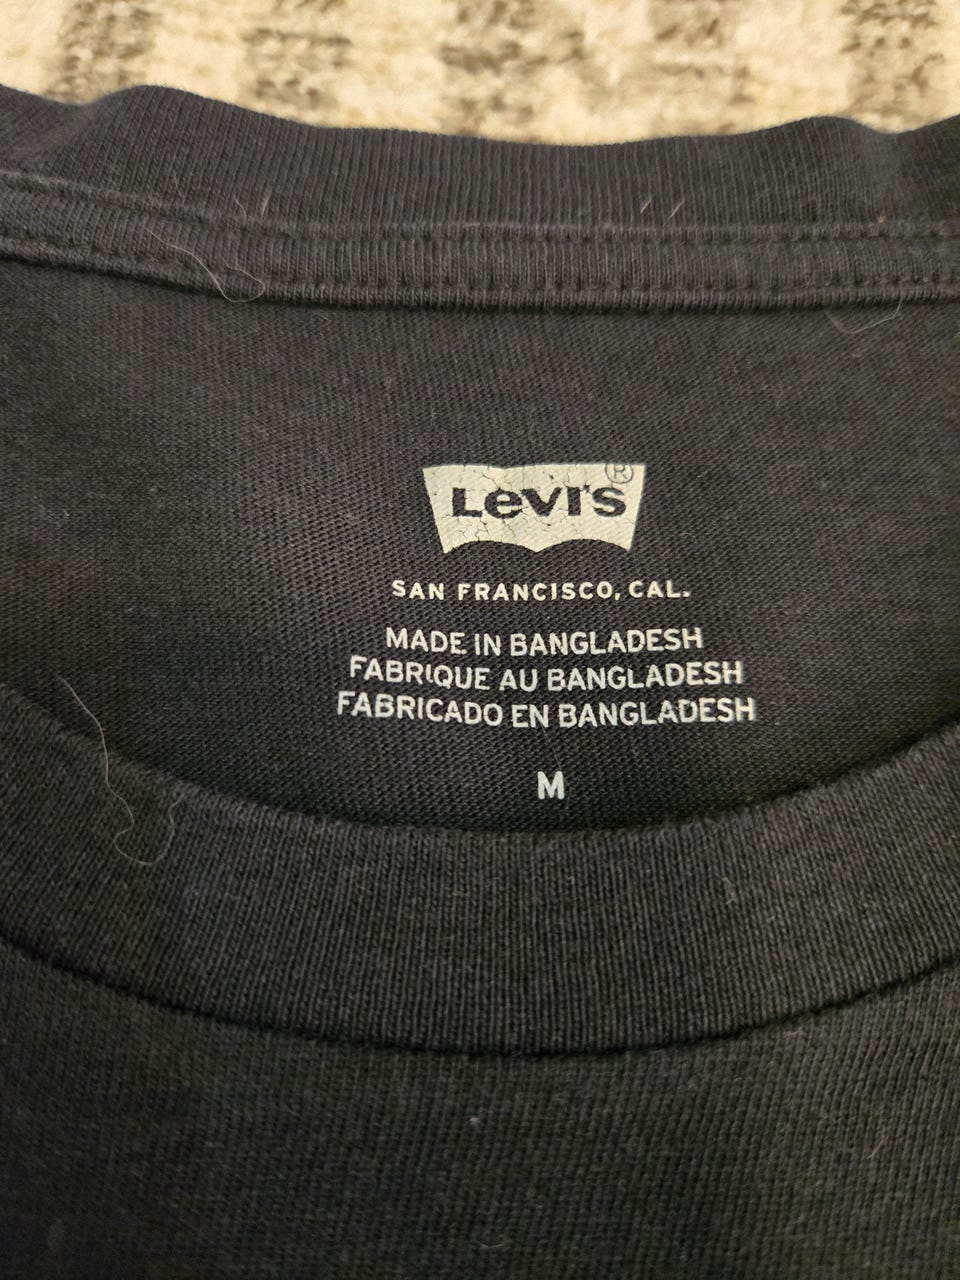 Levi's®
SAN FRANCISCO, CAL.
MADE IN BANGLADESH
FABRIQUE AU BANGLADESH
FABRICADO EN BANGLADESH
M